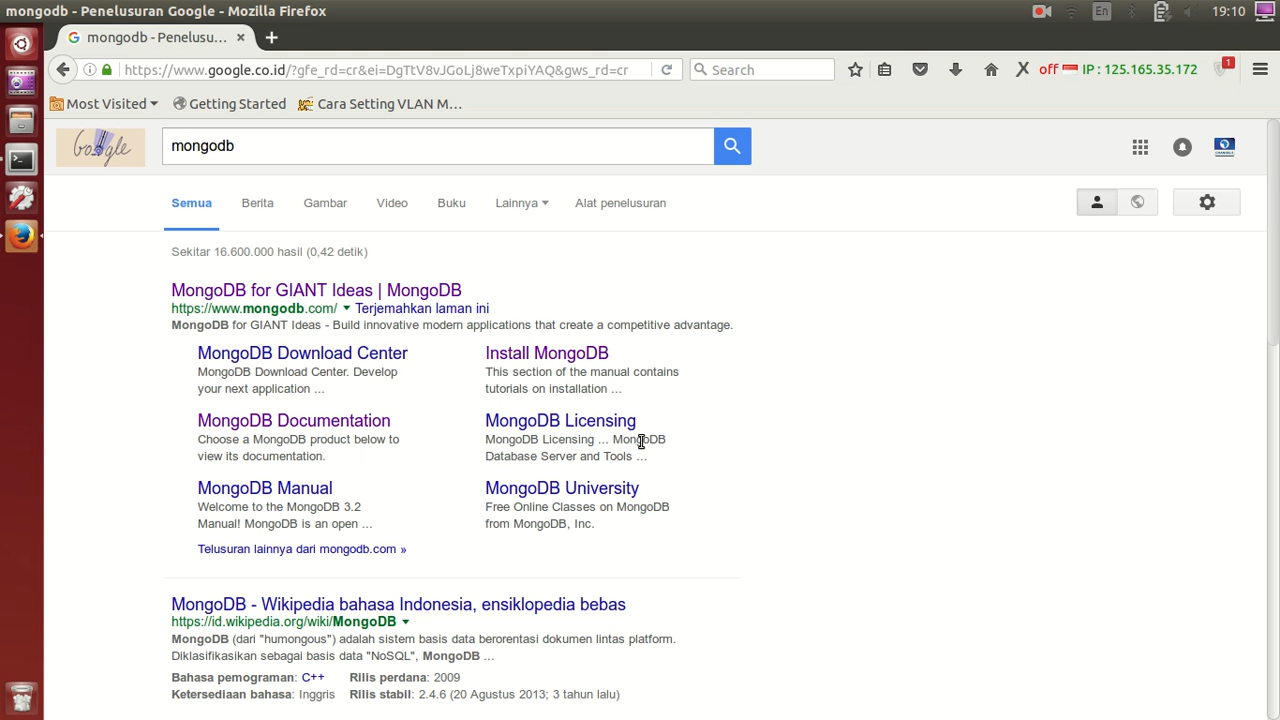 mongodb - Penelusuran Google - Mozilla Firefox
En
19:10
mongodb - Penelusu...
https://www.google.co.id/?gfe_rd=cr&ei=DgTtV8vJGoLj8weTxpiYAQ&gws_rd=cr
Search
off
IP : 125.165.35.172
1
Most Visited
Getting Started
Cara Setting VLAN M...
Google
mongodb
Semua
Berita
Gambar
Video
Buku
Lainnya
Alat penelusuran
Sekitar 16.600.000 hasil (0,42 detik)
MongoDB for GIANT Ideas | MongoDB
https://www.mongodb.com/ Terjemahkan laman ini
MongoDB for GIANT Ideas - Build innovative modern applications that create a competitive advantage.
MongoDB Download Center
MongoDB Download Center. Develop
your next application ...
Install MongoDB
This section of the manual contains
tutorials on installation ...
MongoDB Documentation
Choose a MongoDB product below to
view its documentation.
MongoDB Licensing
MongoDB Licensing ... MongoDB
Database Server and Tools ...
MongoDB Manual
Welcome to the MongoDB 3.2
Manual! MongoDB is an open ...
MongoDB University
Free Online Classes on MongoDB
from MongoDB, Inc.
Telusuran lainnya dari mongodb.com »
MongoDB - Wikipedia bahasa Indonesia, ensiklopedia bebas
https://id.wikipedia.org/wiki/MongoDB
MongoDB (dari "humongous") adalah sistem basis data berorentasi dokumen lintas platform.
Diklasifikasikan sebagai basis data "NoSQL", MongoDB ...
Bahasa pemograman: C++ Rilis perdana: 2009
Ketersediaan bahasa: Inggris Rilis stabil: 2.4.6 (20 Agustus 2013; 3 tahun lalu)